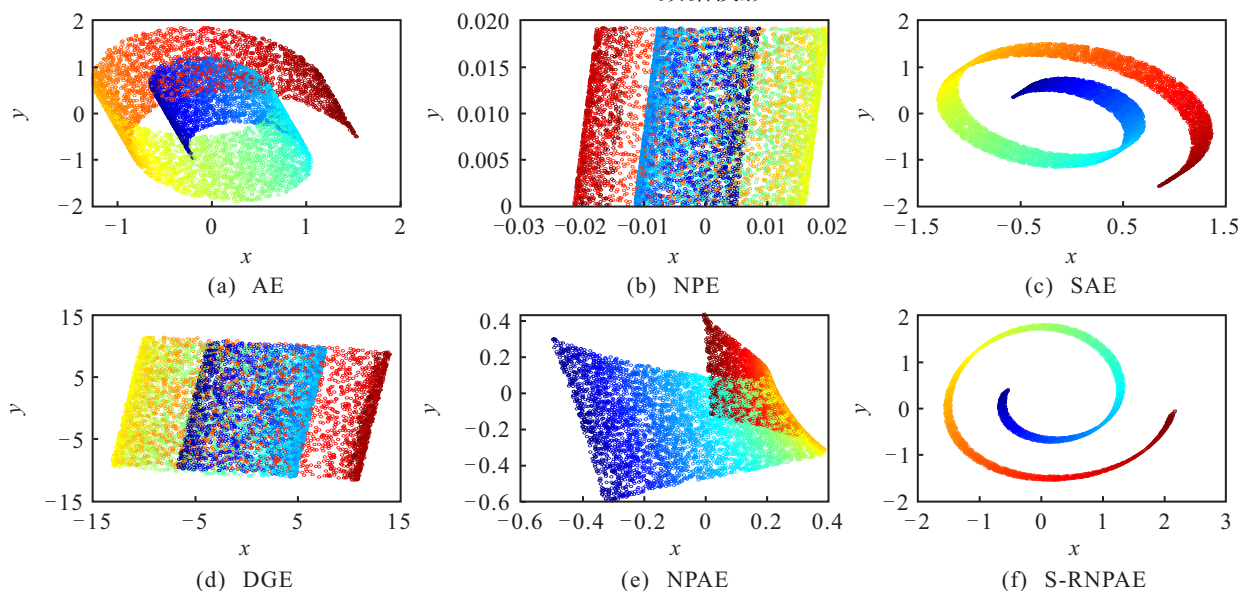 2 1 0 −1 −2
y
−1 0 1 2
x
(a) AE
0.020 0.015 0.010 0.005 0
y
−0.03 −0.02 −0.01 0 0.01 0.02
x
(b) NPE
2 1 0 −1 −2
y
−1.5 −0.5 0.5 1.5
x
(c) SAE
15 5 −5 −15
y
−15 −5 5 15
x
(d) DGE
0.4 0.2 0 −0.2 −0.4 −0.6
y
−0.6 −0.4 −0.2 0 0.2 0.4
x
(e) NPAE
2 1 0 −1 −2
y
−2 −1 0 1 2 3
x
(f) S-RNPAE